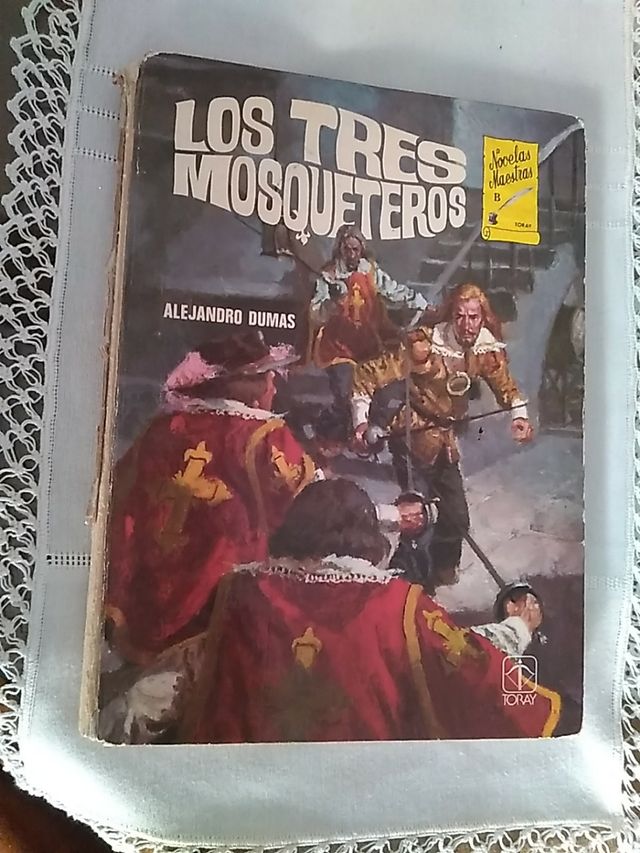 LOS TRES
MOSQUETEROS
Novelas
Maestras
B
TORAY
ALEJANDRO DUMAS
TORAY